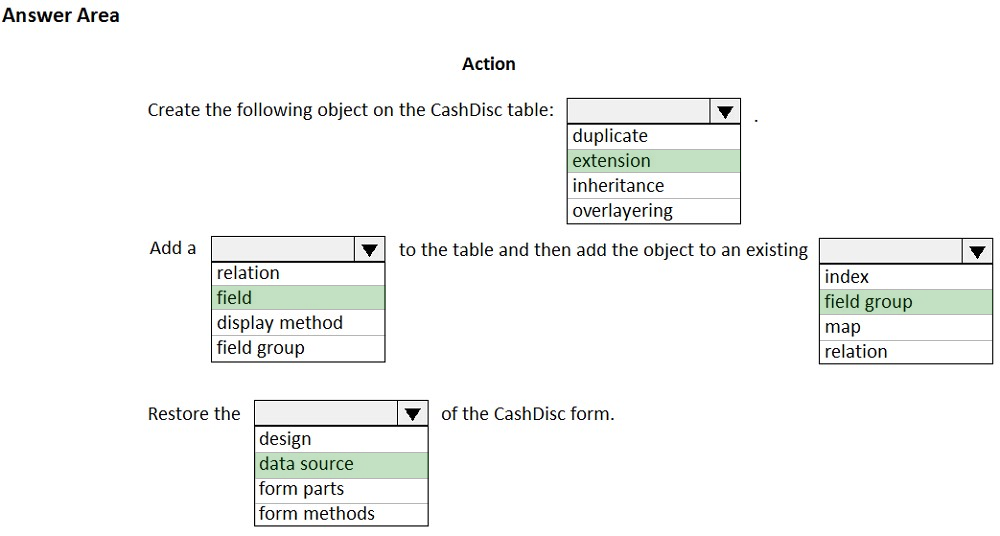 Answer Area
Action
Create the following object on the CashDisc table: .
duplicate
extension
inheritance
overlayering
Add a to the table and then add the object to an existing
relation
field
display method
field group
index
field group
map
relation
Restore the of the CashDisc form.
design
data source
form parts
form methods